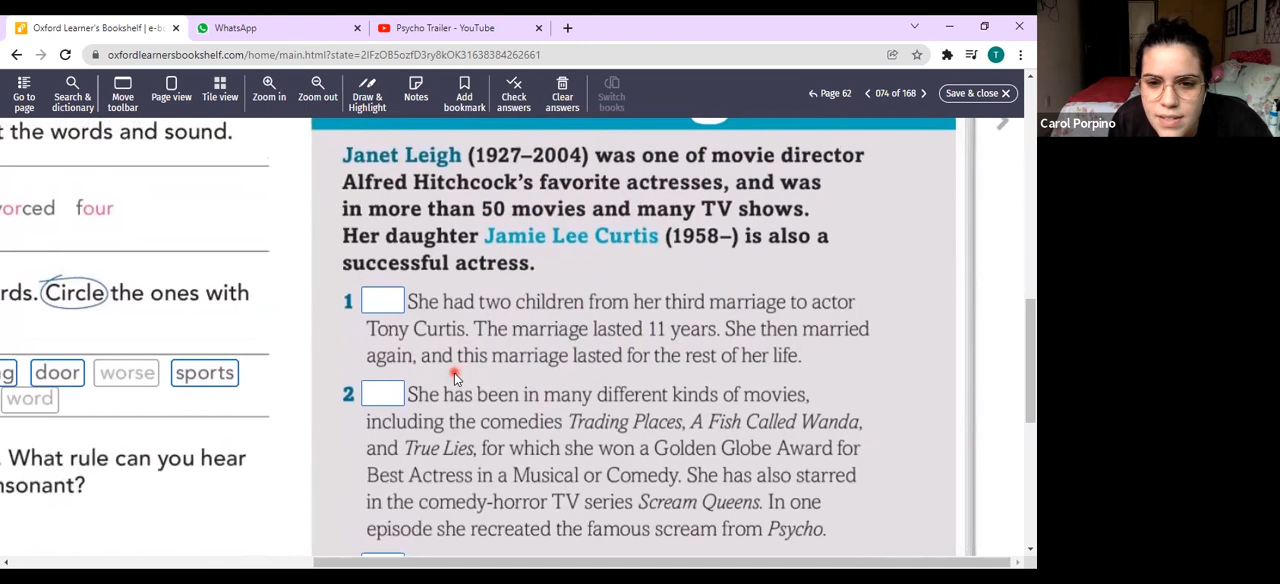 Oxford Learner's Bookshelf | e-b
WhatsApp
Psycho Trailer - YouTube
oxfordlearnersbookshelf.com/home/main.html?state=2IFzOB5ozfD3ry8kOK31638384262661
T
Go to page
Search & dictionary
Move toolbar
Page view
Tile view
Zoom in
Zoom out
Draw & Highlight
Notes
Add bookmark
Check answers
Clear answers
Switch books
Page 62
074 of 168
Save & close X
Carol Porpino
t the words and sound.
orced four
rds. Circle the ones with
g door worse sports
word
. What rule can you hear
nsonant?
Janet Leigh (1927–2004) was one of movie director
Alfred Hitchcock's favorite actresses, and was
in more than 50 movies and many TV shows.
Her daughter Jamie Lee Curtis (1958–) is also a
successful actress.
1 She had two children from her third marriage to actor
Tony Curtis. The marriage lasted 11 years. She then married
again, and this marriage lasted for the rest of her life.
2 She has been in many different kinds of movies,
including the comedies Trading Places, A Fish Called Wanda,
and True Lies, for which she won a Golden Globe Award for
Best Actress in a Musical or Comedy. She has also starred
in the comedy-horror TV series Scream Queens. In one
episode she recreated the famous scream from Psycho.